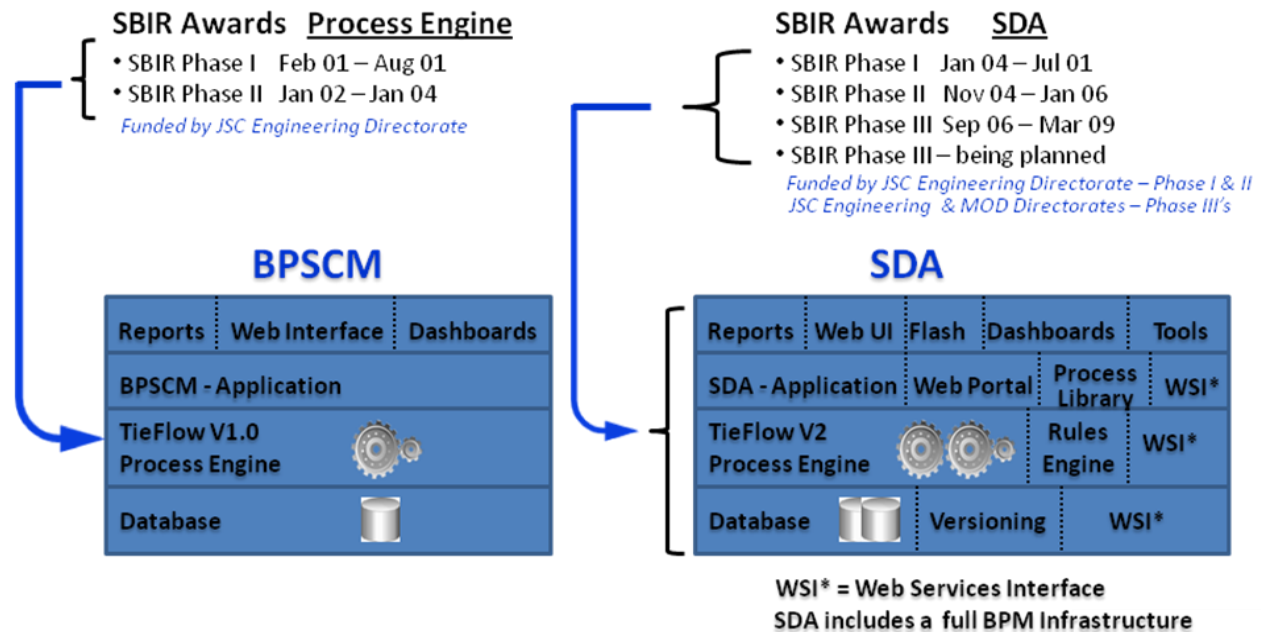 SBIR Awards Process Engine
• SBIR Phase I Feb 01 – Aug 01
• SBIR Phase II Jan 02 – Jan 04
Funded by JSC Engineering Directorate
SBIR Awards SDA
• SBIR Phase I Jan 04 – Jul 01
• SBIR Phase II Nov 04 – Jan 06
• SBIR Phase III Sep 06 – Mar 09
• SBIR Phase III – being planned
Funded by JSC Engineering Directorate – Phase I & II
JSC Engineering & MOD Directorates – Phase III's
BPSCM
Reports Web Interface Dashboards
BPSCM - Application
TieFlow V1.0
Process Engine
Database
SDA
Reports Web UI Flash Dashboards Tools
SDA - Application Web Portal Process Library WSI*
TieFlow V2
Process Engine
Rules
Engine
WSI*
Database Versioning WSI*
WSI* = Web Services Interface
SDA includes a full BPM Infrastructure